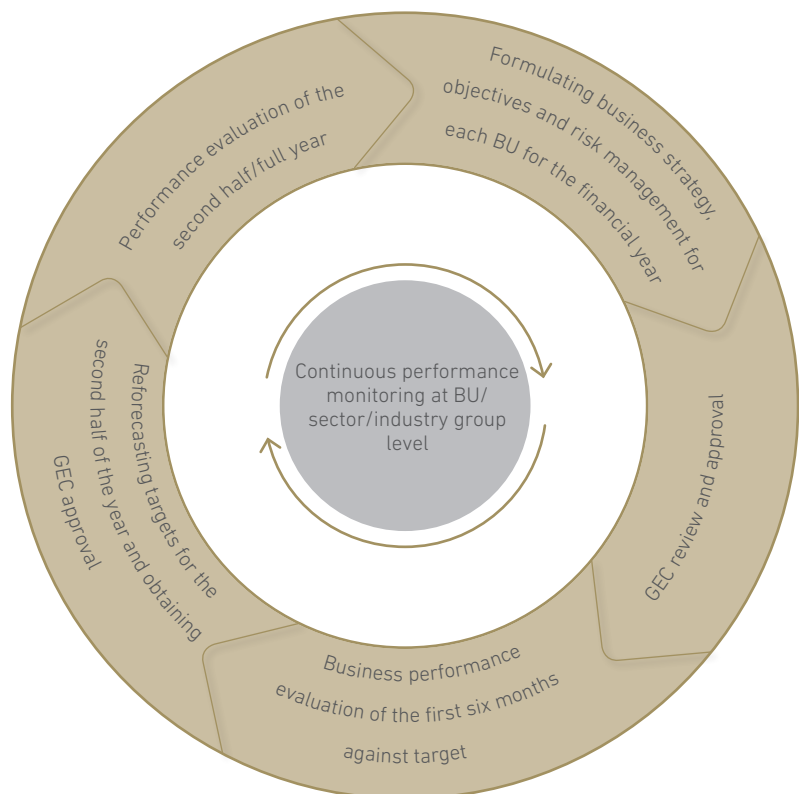 Formulating business strategy,
objectives and risk management for
each BU for the financial year
GEC review and approval
Business performance
evaluation of the first six months
against target
Reforecasting targets for the
second half of the year and obtaining
GEC approval
Performance evaluation of the
second half/full year
Continuous performance
monitoring at BU/
sector/industry group
level